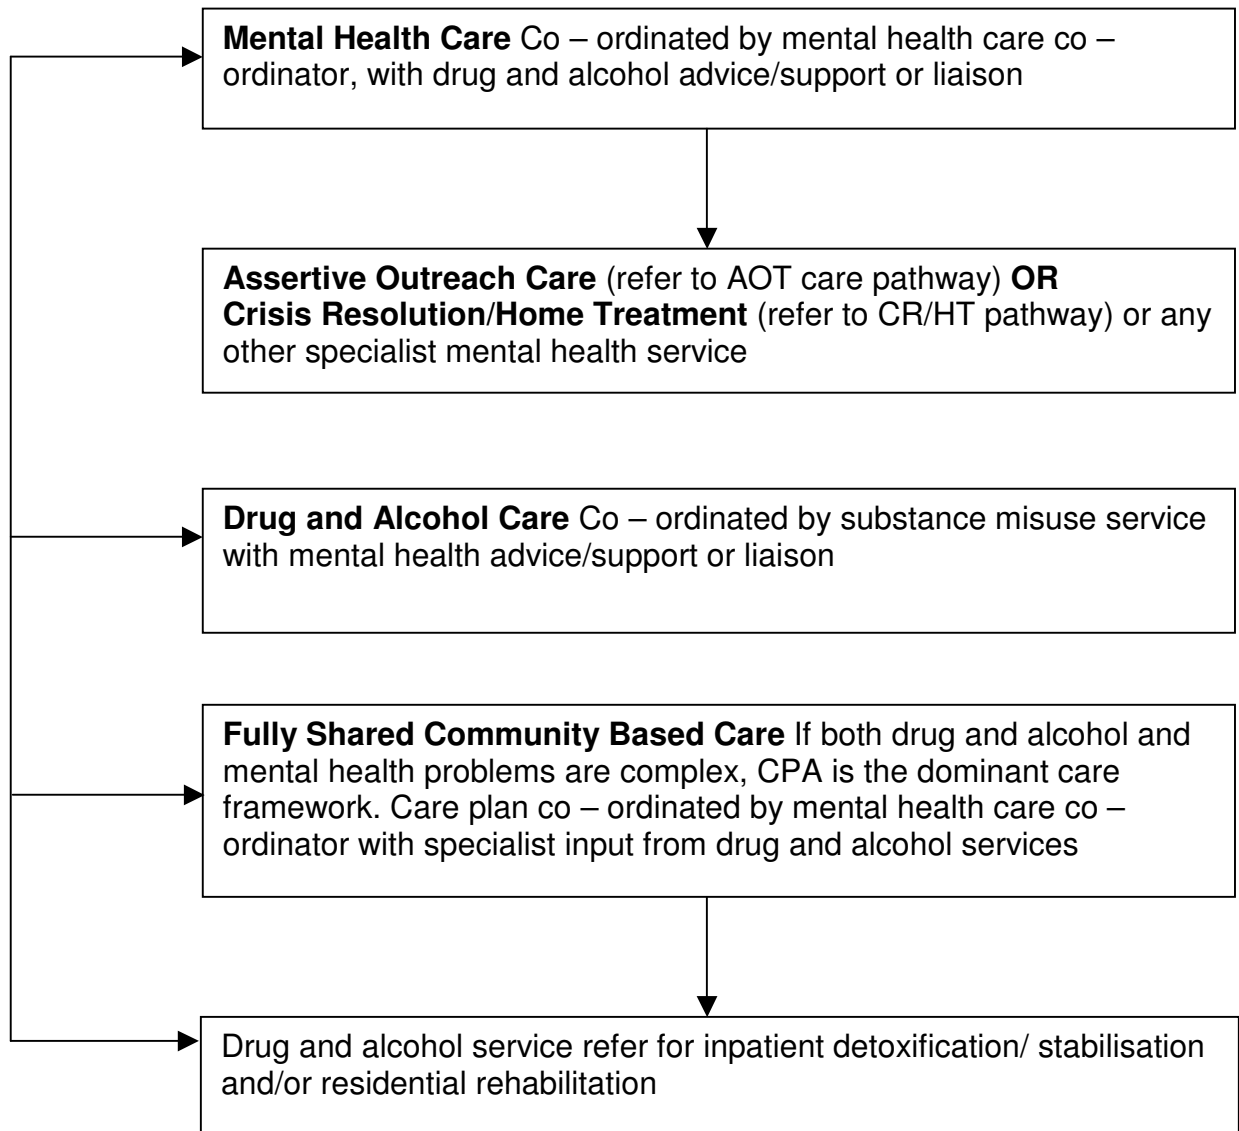 Mental Health Care Co – ordinated by mental health care co –
ordinator, with drug and alcohol advice/support or liaison
Assertive Outreach Care (refer to AOT care pathway) OR
Crisis Resolution/Home Treatment (refer to CR/HT pathway) or any
other specialist mental health service
Drug and Alcohol Care Co – ordinated by substance misuse service
with mental health advice/support or liaison
Fully Shared Community Based Care If both drug and alcohol and
mental health problems are complex, CPA is the dominant care
framework. Care plan co – ordinated by mental health care co –
ordinator with specialist input from drug and alcohol services
Drug and alcohol service refer for inpatient detoxification/ stabilisation
and/or residential rehabilitation